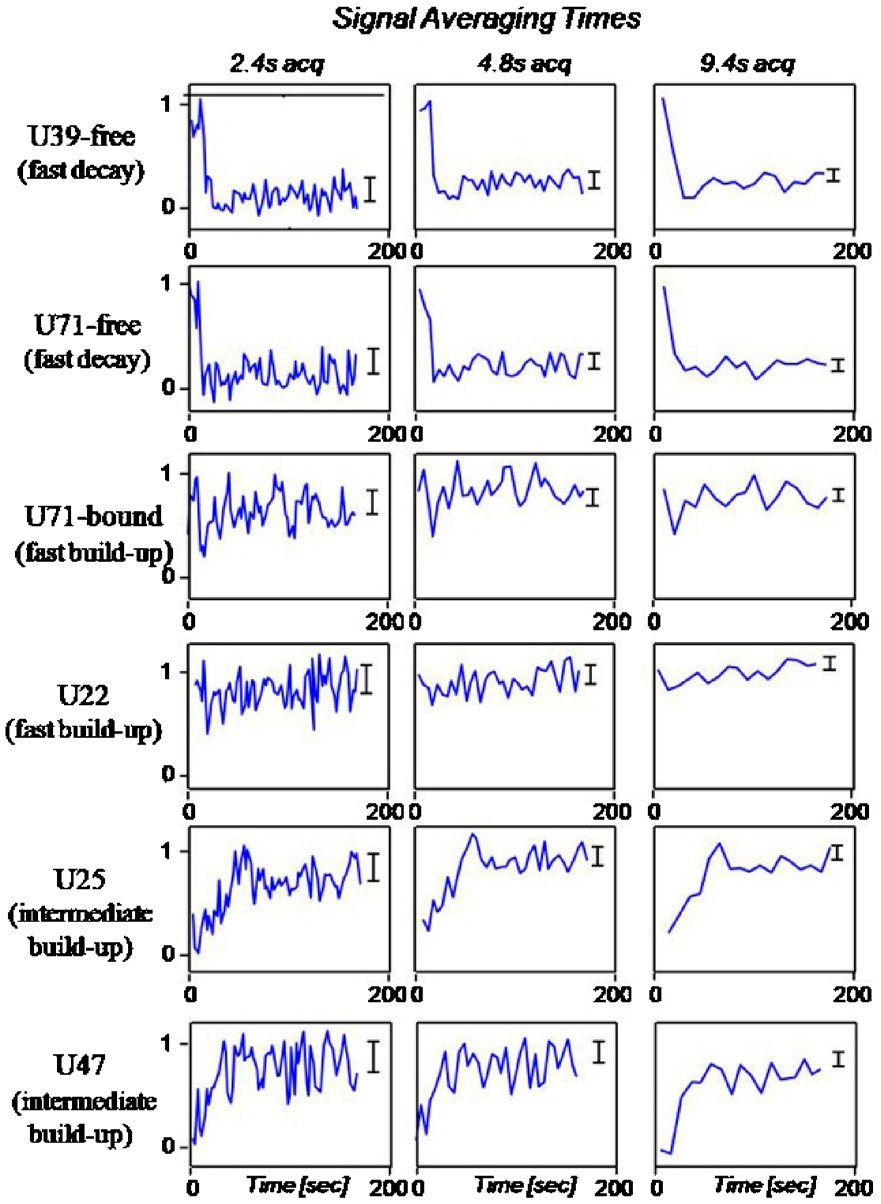 Signal Averaging Times
2.4s acq 4.8s acq 9.4s acq
U39-free
(fast decay)
1
0
0 200 0 200 0 200
U71-free
(fast decay)
1
0
0 200 0 200 0 200
U71-bound
(fast build-up)
1
0
0 200 0 200 0 200
U22
(fast build-up)
1
0
0 200 0 200 0 200
U25
(intermediate
build-up)
1
0
0 200 0 200 0 200
U47
(intermediate
build-up)
1
0
0 Time [sec] 200 0 Time [sec] 200 0 Time [sec] 200